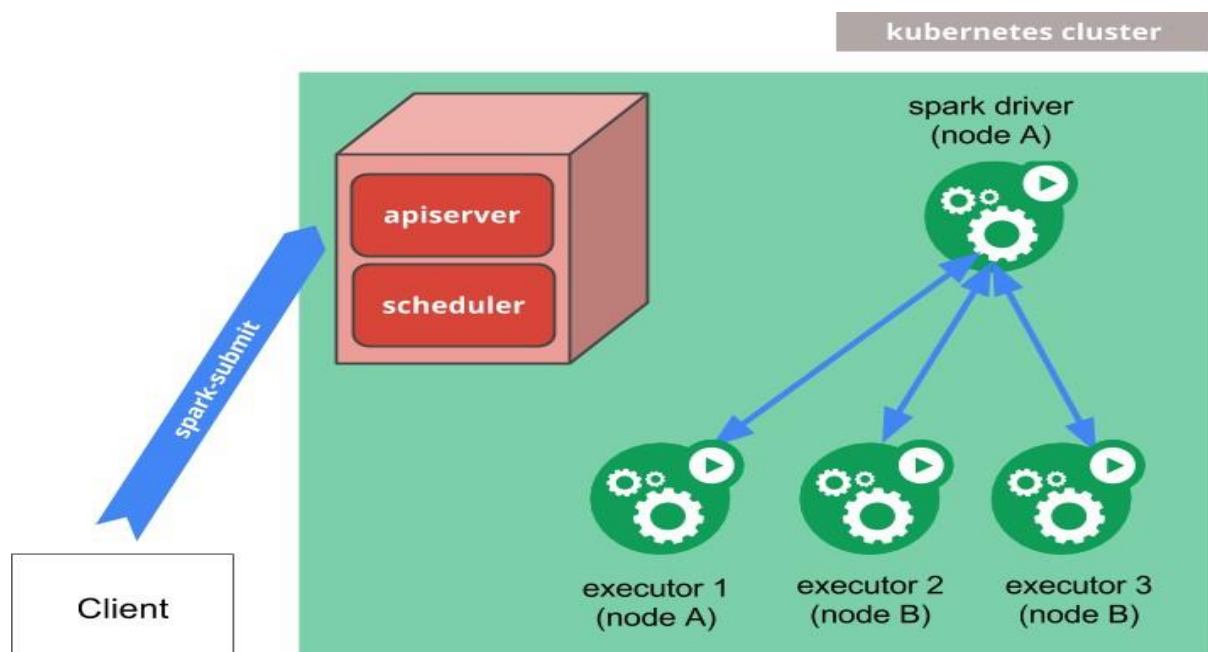 kubernetes cluster
spark driver
(node A)
apiserver
scheduler
spark-submit
executor 1
(node A)
executor 2
(node B)
executor 3
(node B)
Client